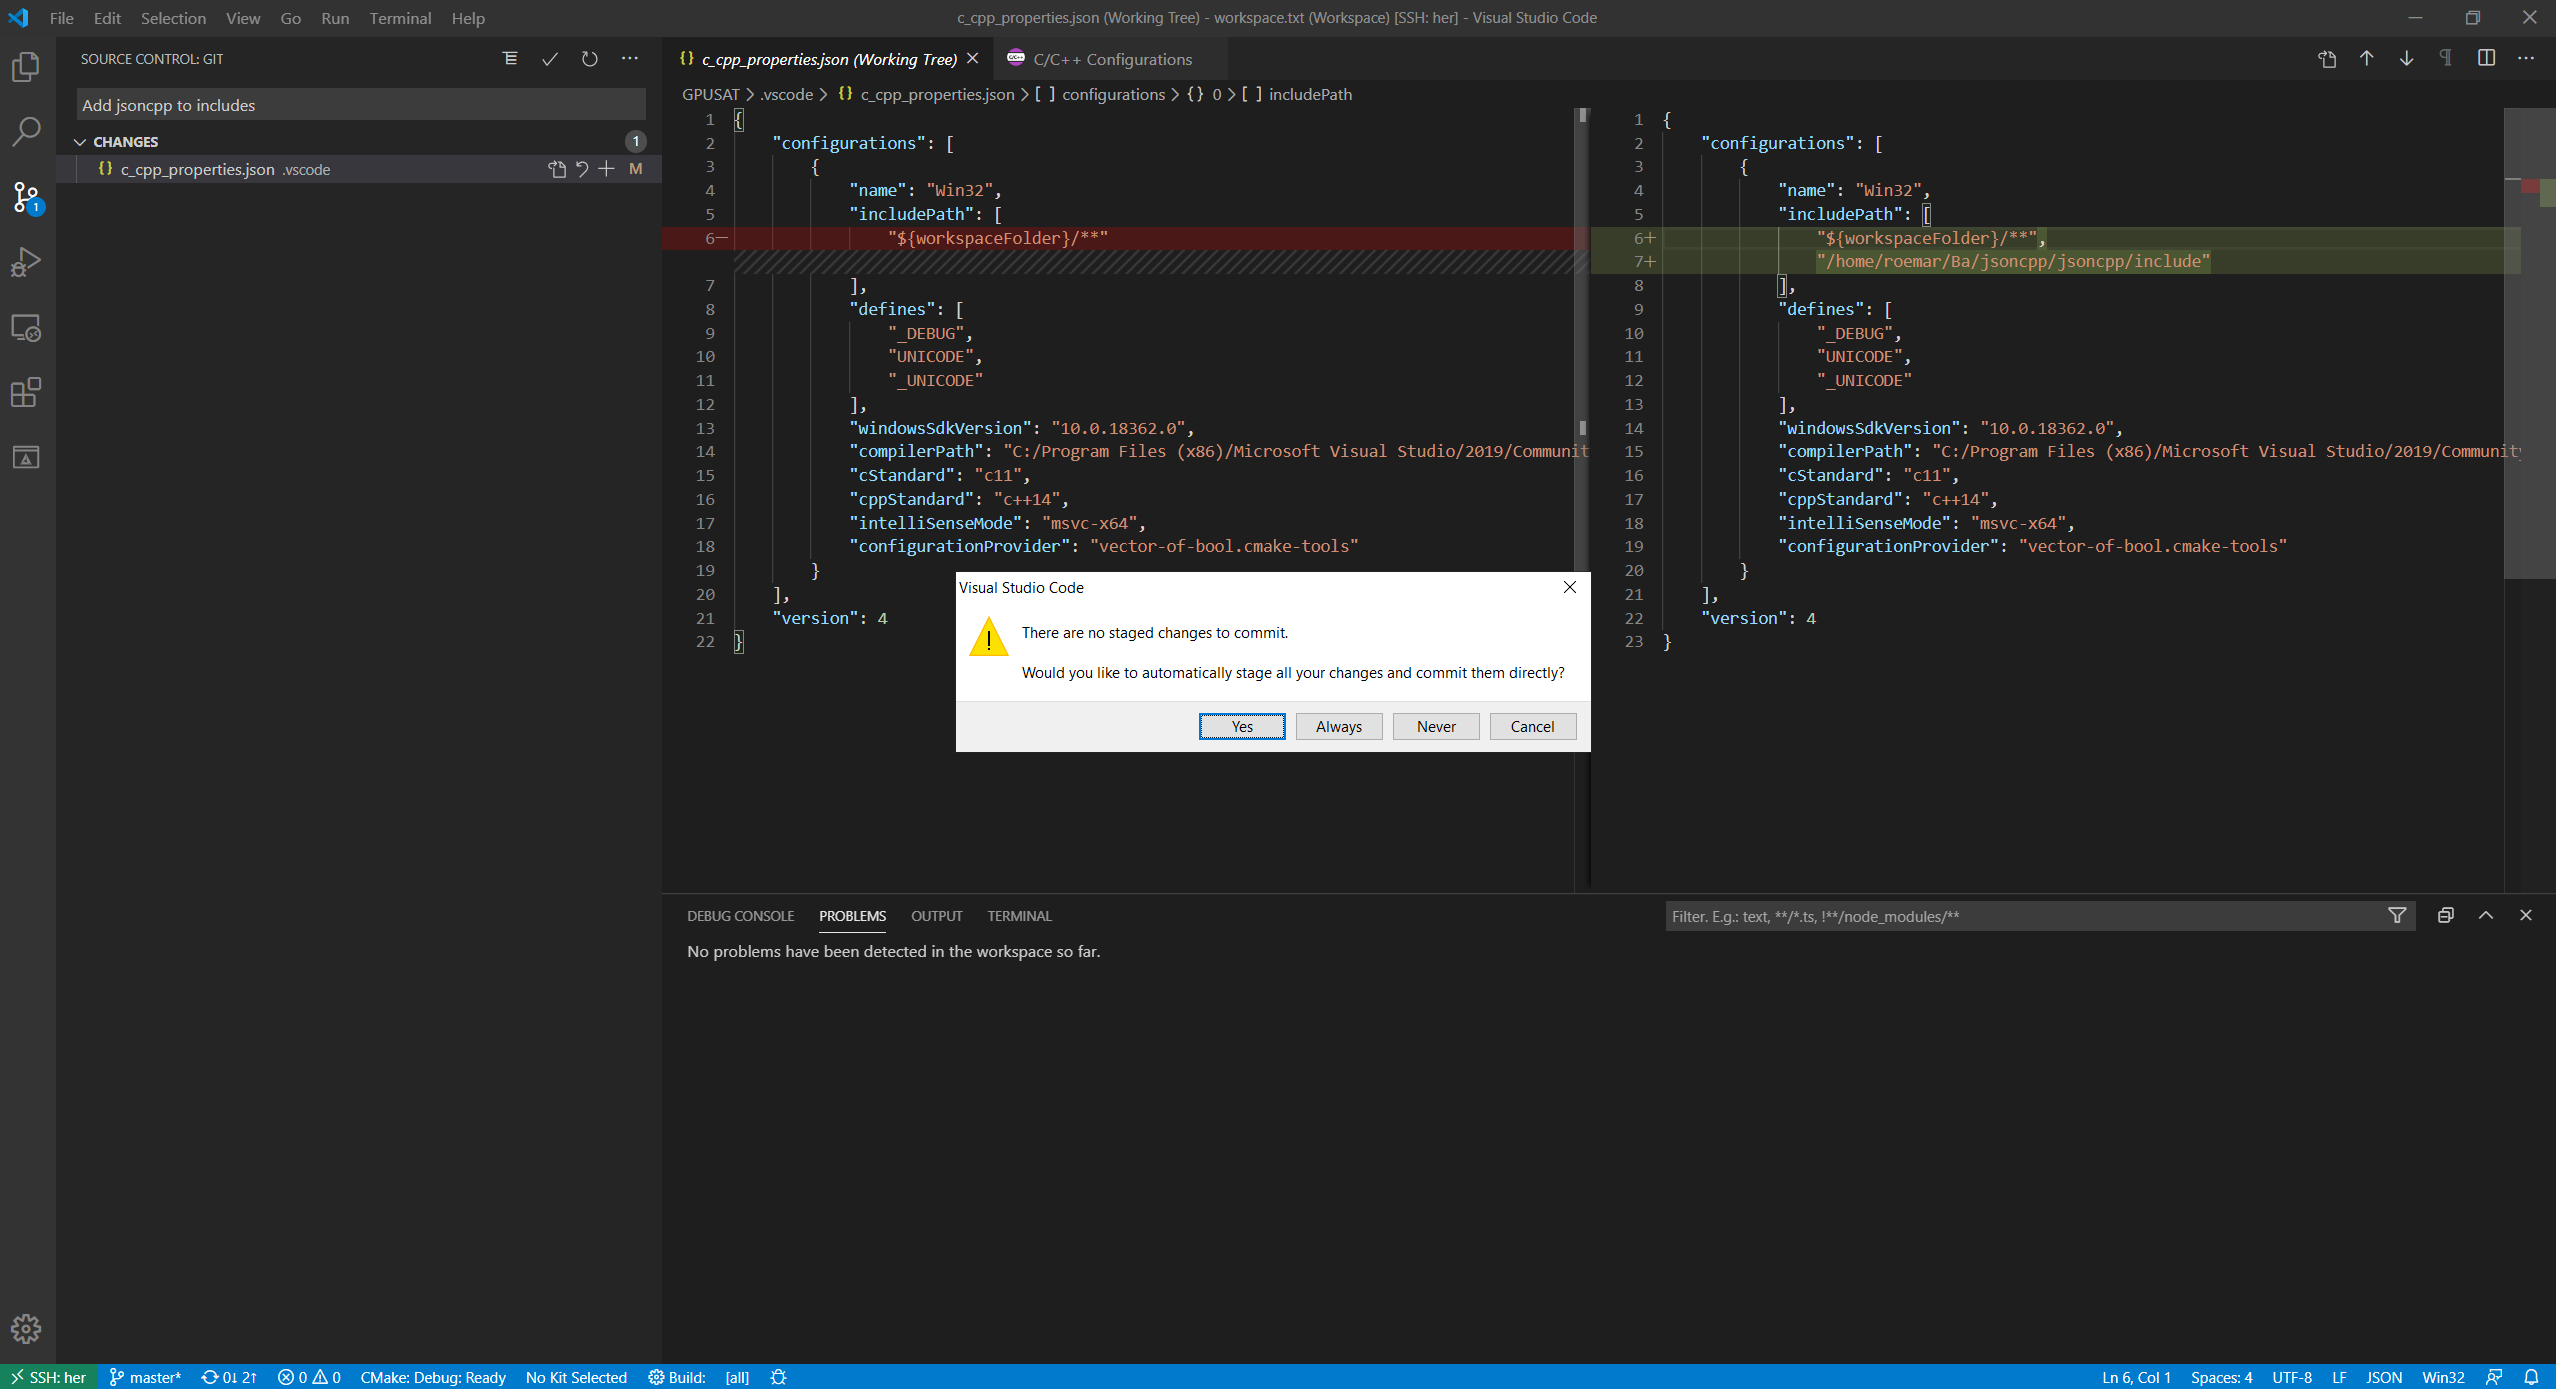 File Edit Selection View Go Run Terminal Help
c_cpp_properties.json (Working Tree) - workspace.txt (Workspace) [SSH: her] - Visual Studio Code
SOURCE CONTROL: GIT
Add jsoncpp to includes
CHANGES 1
{} c_cpp_properties.json .vscode M
1
{} c_cpp_properties.json (Working Tree)
C/C++ Configurations
GPUSAT > .vscode > {} c_cpp_properties.json > [ ] configurations > {} 0 > [ ] includePath
1 {
2 "configurations": [
3 {
4 "name": "Win32",
5 "includePath": [
6— "${workspaceFolder}/**"
7 ],
8 "defines": [
9 "_DEBUG",
10 "UNICODE",
11 "_UNICODE"
12 ],
13 "windowsSdkVersion": "10.0.18362.0",
14 "compilerPath": "C:/Program Files (x86)/Microsoft Visual Studio/2019/Communit
15 "cStandard": "c11",
16 "cppStandard": "c++14",
17 "intelliSenseMode": "msvc-x64",
18 "configurationProvider": "vector-of-bool.cmake-tools"
19 }
20 ],
21 "version": 4
22 }
1 {
2 "configurations": [
3 {
4 "name": "Win32",
5 "includePath": [
6+ "${workspaceFolder}/**",
7+ "/home/roemar/Ba/jsoncpp/jsoncpp/include"
8 ],
9 "defines": [
10 "_DEBUG",
11 "UNICODE",
12 "_UNICODE"
13 ],
14 "windowsSdkVersion": "10.0.18362.0",
15 "compilerPath": "C:/Program Files (x86)/Microsoft Visual Studio/2019/Community
16 "cStandard": "c11",
17 "cppStandard": "c++14",
18 "intelliSenseMode": "msvc-x64",
19 "configurationProvider": "vector-of-bool.cmake-tools"
20 }
21 ],
22 "version": 4
23 }
Visual Studio Code
There are no staged changes to commit.
Would you like to automatically stage all your changes and commit them directly?
Yes Always Never Cancel
DEBUG CONSOLE PROBLEMS OUTPUT TERMINAL
Filter. E.g.: text, **/*.ts, !**/node_modules/**
No problems have been detected in the workspace so far.
SSH: her master* 0↓ 2↑ 0 0 CMake: Debug: Ready No Kit Selected Build: [all]
Ln 6, Col 1 Spaces: 4 UTF-8 LF JSON Win32